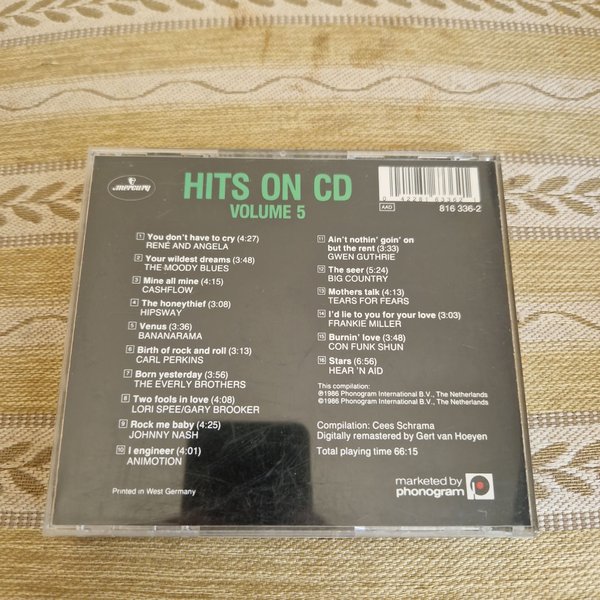 mercury
HITS ON CD
VOLUME 5
AAD
816 336-2
1 You don't have to cry (4:27)
RENÉ AND ANGELA
2 Your wildest dreams (3:48)
THE MOODY BLUES
3 Mine all mine (4:15)
CASHFLOW
4 The honeythief (3:08)
HIPSWAY
5 Venus (3:36)
BANANARAMA
6 Birth of rock and roll (3:13)
CARL PERKINS
7 Born yesterday (3:56)
THE EVERLY BROTHERS
8 Two fools in love (4:08)
LORI SPEE/GARY BROOKER
9 Rock me baby (4:25)
JOHNNY NASH
10 I engineer (4:01)
ANIMOTION
Printed in West Germany
11 Ain't nothin' goin' on
but the rent (3:33)
GWEN GUTHRIE
12 The seer (5:24)
BIG COUNTRY
13 Mothers talk (4:13)
TEARS FOR FEARS
14 I'd lie to you for your love (3:03)
FRANKIE MILLER
15 Burnin' love (3:48)
CON FUNK SHUN
16 Stars (6:56)
HEAR 'N AID
This compilation:
℗1986 Phonogram International B.V., The Netherlands
©1986 Phonogram International B.V., The Netherlands
Compilation: Cees Schrama
Digitally remastered by Gert van Hoeyen
Total playing time 66:15
marketed by
phonogram